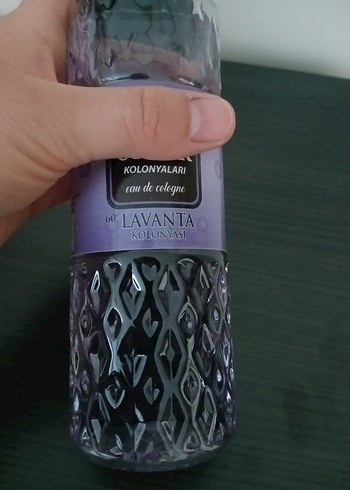 KOLONYALARI
eau de cologne
60° LAVANTA
KOLONYASI